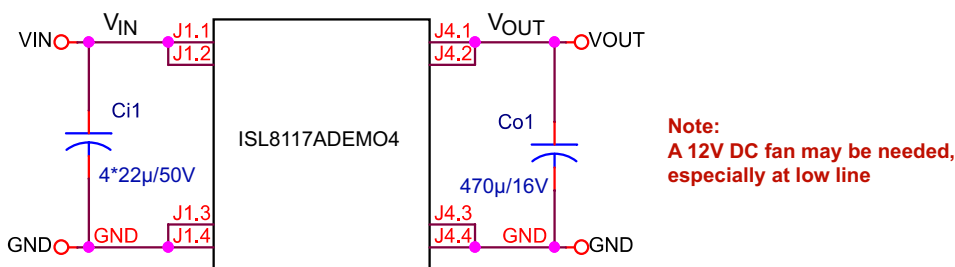 VIN
V_IN
J1.1
J1.2
J4.1
J4.2
V_OUT
VOUT
Ci1
4*22µ/50V
ISL8117ADEMO4
Co1
470µ/16V
Note:
A 12V DC fan may be needed,
especially at low line
GND
GND
J1.3
J1.4
J4.3
J4.4
GND
GND